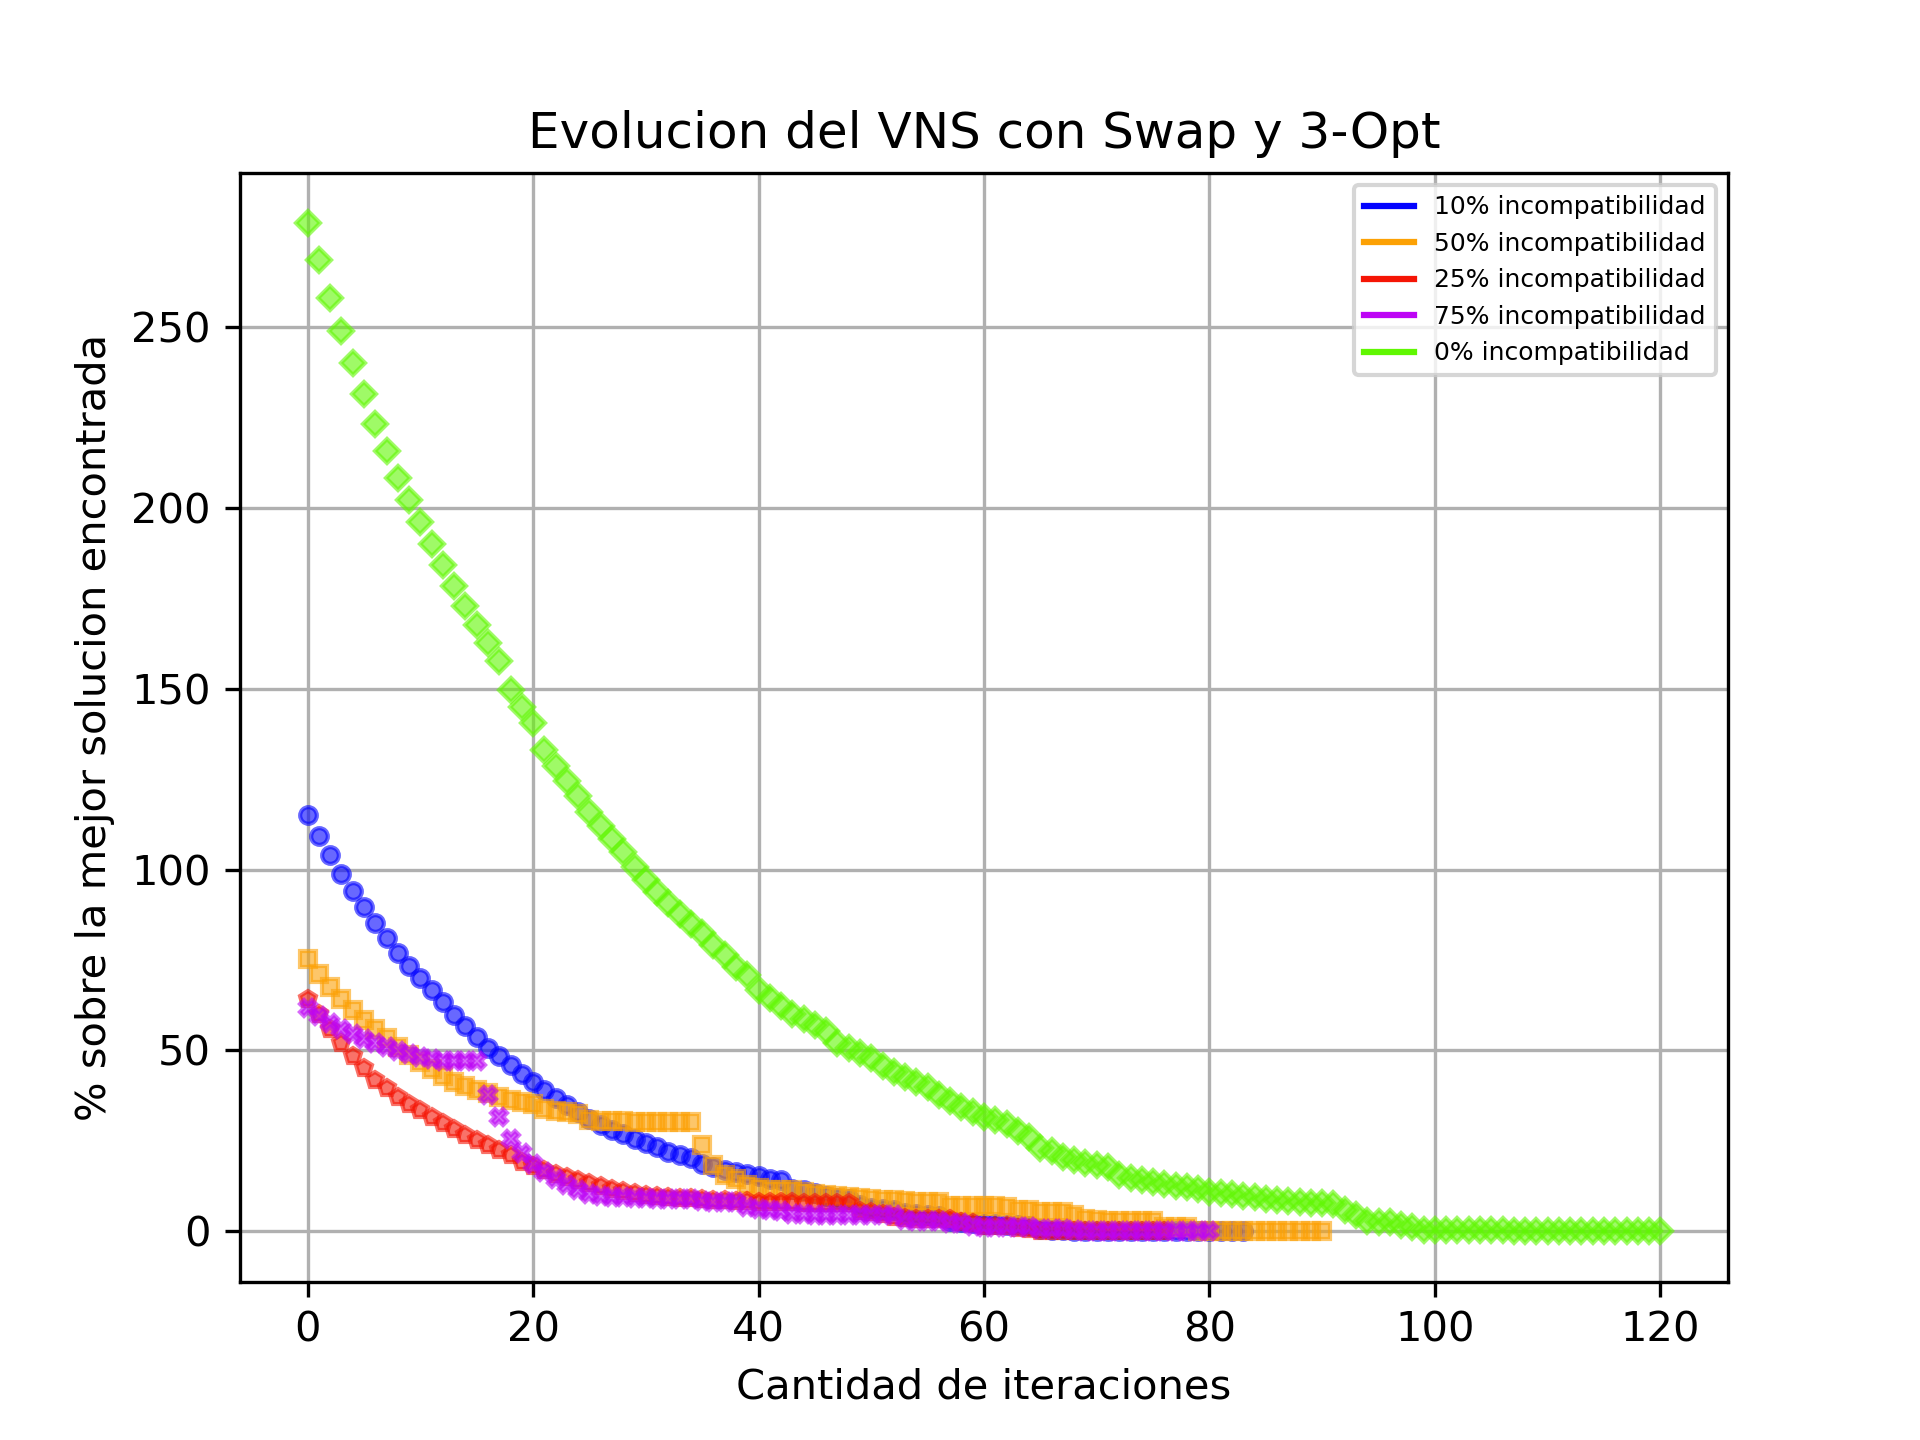 Evolucion del VNS con Swap y 3-Opt
10% incompatibilidad
50% incompatibilidad
25% incompatibilidad
75% incompatibilidad
0% incompatibilidad
% sobre la mejor solucion encontrada
250
200
150
100
50
0
0 20 40 60 80 100 120
Cantidad de iteraciones